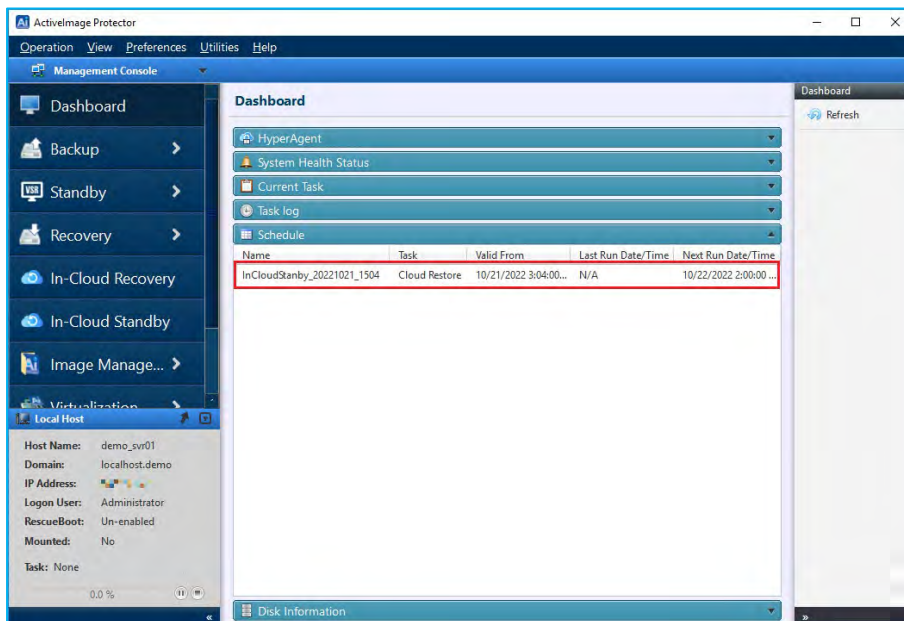 Ai ActiveImage Protector
Operation View Preferences Utilities Help
Management Console
Dashboard
Backup
VSR Standby
Recovery
In-Cloud Recovery
In-Cloud Standby
Ai Image Manage...
Virtualization
Local Host
Host Name: demo_svr01
Domain: localhost.demo
IP Address:
Logon User: Administrator
RescueBoot: Un-enabled
Mounted: No
Task: None
0.0 %
«
Dashboard
HyperAgent
System Health Status
Current Task
Task log
Schedule
Name Task Valid From Last Run Date/Time Next Run Date/Time
InCloudStanby_20221021_1504 Cloud Restore 10/21/2022 3:04:00... N/A 10/22/2022 2:00:00 ...
Disk Information
Dashboard
Refresh
»